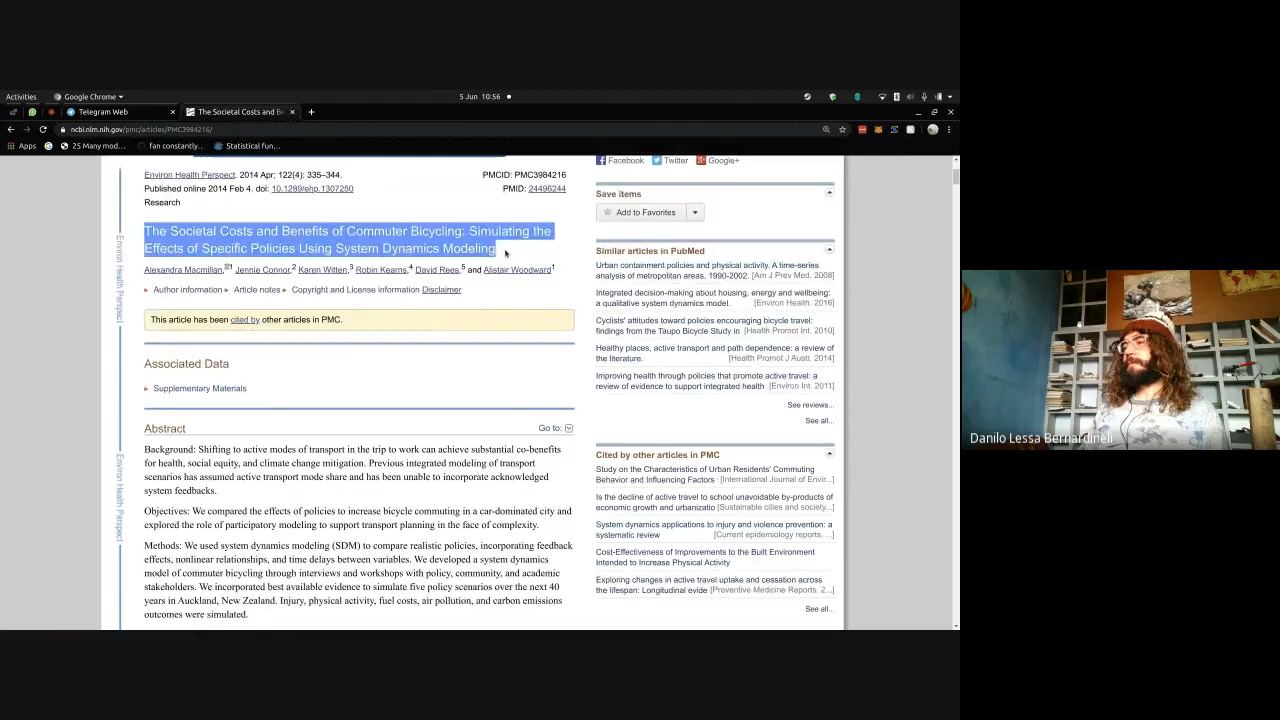 Activities
Google Chrome
5 Jun 10:56
Telegram Web
The Societal Costs and B
ncbi.nlm.nih.gov/pmc/articles/PMC3984216/
Apps
25 Many mod...
fan constantly...
Statistical fun...
Environ Health Perspect. 2014 Apr; 122(4): 335–344.
PMCID: PMC3984216
Published online 2014 Feb 4. doi: 10.1289/ehp.1307250
PMID: 24496244
Research
The Societal Costs and Benefits of Commuter Bicycling: Simulating the
Effects of Specific Policies Using System Dynamics Modeling
Alexandra Macmillan,1 Jennie Connor,2 Karen Witten,3 Robin Kearns,4 David Rees,5 and Alistair Woodward1
Author information Article notes Copyright and License information Disclaimer
This article has been cited by other articles in PMC.
Associated Data
Supplementary Materials
Abstract
Go to:
Background: Shifting to active modes of transport in the trip to work can achieve substantial co-benefits
for health, social equity, and climate change mitigation. Previous integrated modeling of transport
scenarios has assumed active transport mode share and has been unable to incorporate acknowledged
system feedbacks.
Objectives: We compared the effects of policies to increase bicycle commuting in a car-dominated city and
explored the role of participatory modeling to support transport planning in the face of complexity.
Methods: We used system dynamics modeling (SDM) to compare realistic policies, incorporating feedback
effects, nonlinear relationships, and time delays between variables. We developed a system dynamics
model of commuter bicycling through interviews and workshops with policy, community, and academic
stakeholders. We incorporated best available evidence to simulate five policy scenarios over the next 40
years in Auckland, New Zealand. Injury, physical activity, fuel costs, air pollution, and carbon emissions
outcomes were simulated.
Environ Health Perspect
Environ Health Perspect
Facebook
Twitter
Google+
Save items
Add to Favorites
Similar articles in PubMed
Urban containment policies and physical activity. A time-series
analysis of metropolitan areas, 1990-2002. [Am J Prev Med. 2008]
Integrated decision-making about housing, energy and wellbeing:
a qualitative system dynamics model. [Environ Health. 2016]
Cyclists' attitudes toward policies encouraging bicycle travel:
findings from the Taupo Bicycle Study in [Health Promot Int. 2010]
Healthy places, active transport and path dependence: a review of
the literature. [Health Promot J Austr. 2014]
Improving health through policies that promote active travel: a
review of evidence to support integrated health [Environ Int. 2011]
See reviews...
See all...
Cited by other articles in PMC
Study on the Characteristics of Urban Residents' Commuting
Behavior and Influencing Factors [International Journal of Envir...]
Is the decline of active travel to school unavoidable by-products of
economic growth and urbanizatio [Sustainable cities and society...]
System dynamics applications to injury and violence prevention: a
systematic review [Current epidemiology reports. ...]
Cost-Effectiveness of Improvements to the Built Environment
Intended to Increase Physical Activity
Exploring changes in active travel uptake and cessation across
the lifespan: Longitudinal evide [Preventive Medicine Reports. 2...]
See all...
Danilo Lessa Bernardineli